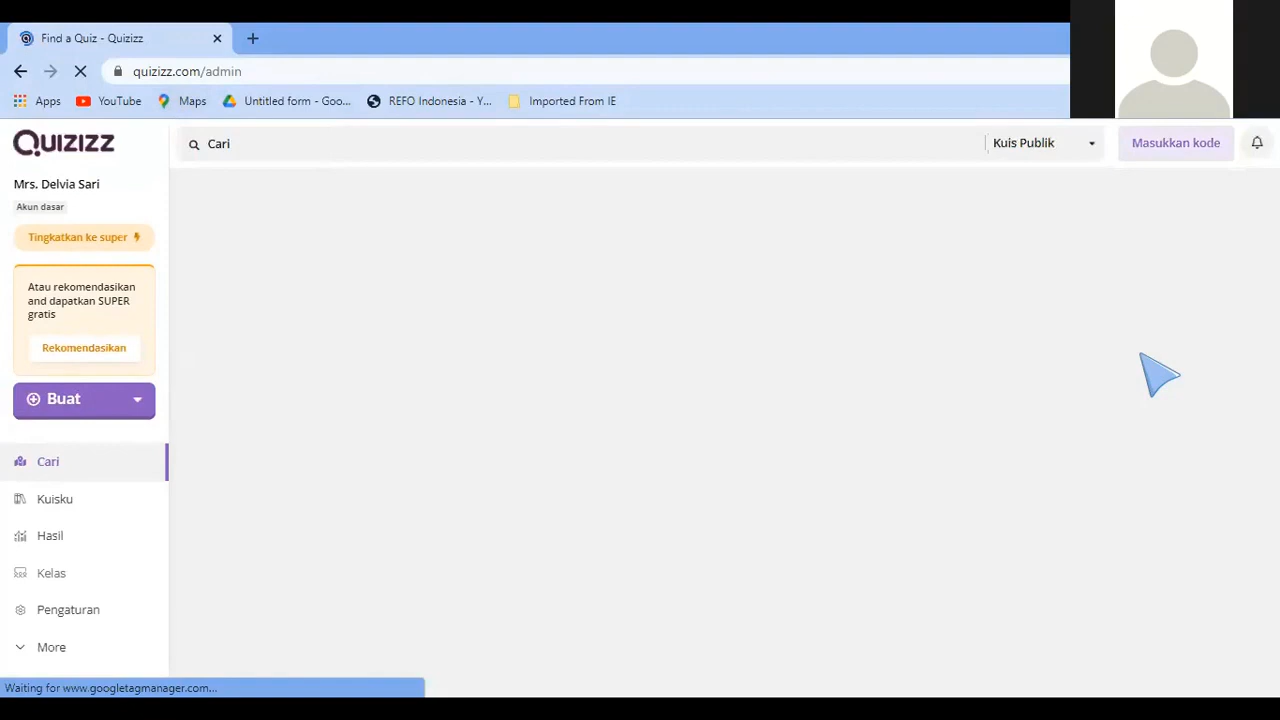 Find a Quiz - Quizizz
quizizz.com/admin
Apps YouTube Maps Untitled form - Goo... REFO Indonesia - Y... Imported From IE
QUIZIZZ
Cari Kuis Publik Masukkan kode
Mrs. Delvia Sari
Akun dasar
Tingkatkan ke super
Atau rekomendasikan
and dapatkan SUPER
gratis
Rekomendasikan
Buat
Cari
Kuisku
Hasil
Kelas
Pengaturan
More
Waiting for www.googletagmanager.com...